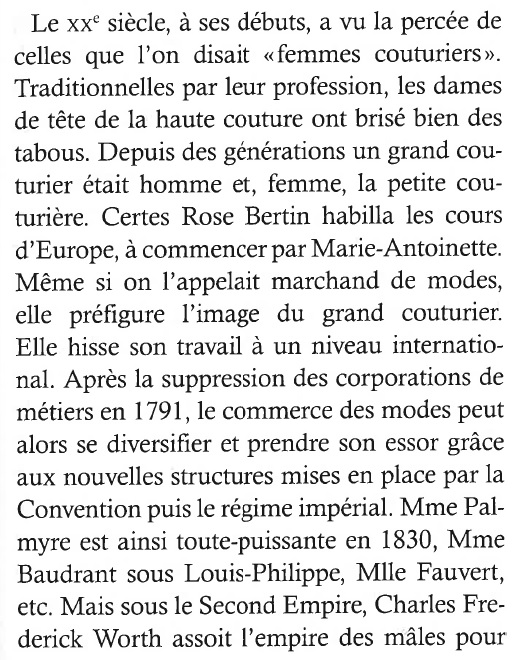 Le XXe siècle, à ses débuts, a vu la percée de
celles que l'on disait «femmes couturiers».
Traditionnelles par leur profession, les dames
de tête de la haute couture ont brisé bien des
tabous. Depuis des générations un grand cou-
turier était homme et, femme, la petite cou-
turière. Certes Rose Bertin habilla les cours
d'Europe, à commencer par Marie-Antoinette.
Même si on l'appelait marchand de modes,
elle préfigure l'image du grand couturier.
Elle hisse son travail à un niveau internatio-
nal. Après la suppression des corporations de
métiers en 1791, le commerce des modes peut
alors se diversifier et prendre son essor grâce
aux nouvelles structures mises en place par la
Convention puis le régime impérial. Mme Pal-
myre est ainsi toute-puissante en 1830, Mme
Baudrant sous Louis-Philippe, Mlle Fauvert,
etc. Mais sous le Second Empire, Charles Fre-
derick Worth assoit l'empire des mâles pour